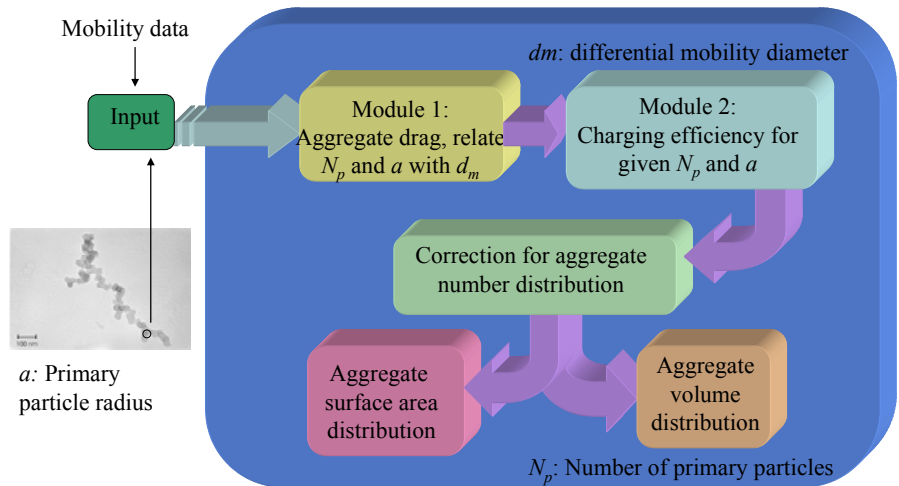 Mobility data
dm: differential mobility diameter
Input
Module 1:
Aggregate drag, relate
Np and a with dm
Module 2:
Charging efficiency for
given Np and a
Correction for aggregate
number distribution
100 nm
a: Primary
particle radius
Aggregate
surface area
distribution
Aggregate
volume
distribution
Np: Number of primary particles